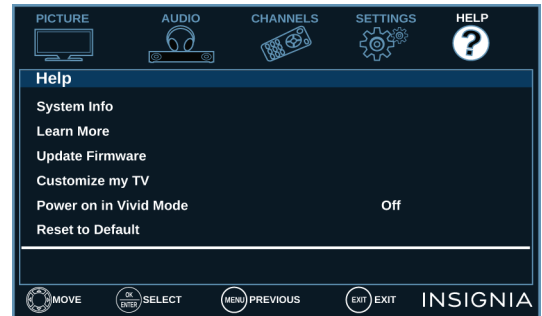 PICTURE AUDIO CHANNELS SETTINGS HELP
?
Help
System Info
Learn More
Update Firmware
Customize my TV
Power on in Vivid Mode Off
Reset to Default
MOVE OK ENTER SELECT MENU PREVIOUS EXIT EXIT INSIGNIA